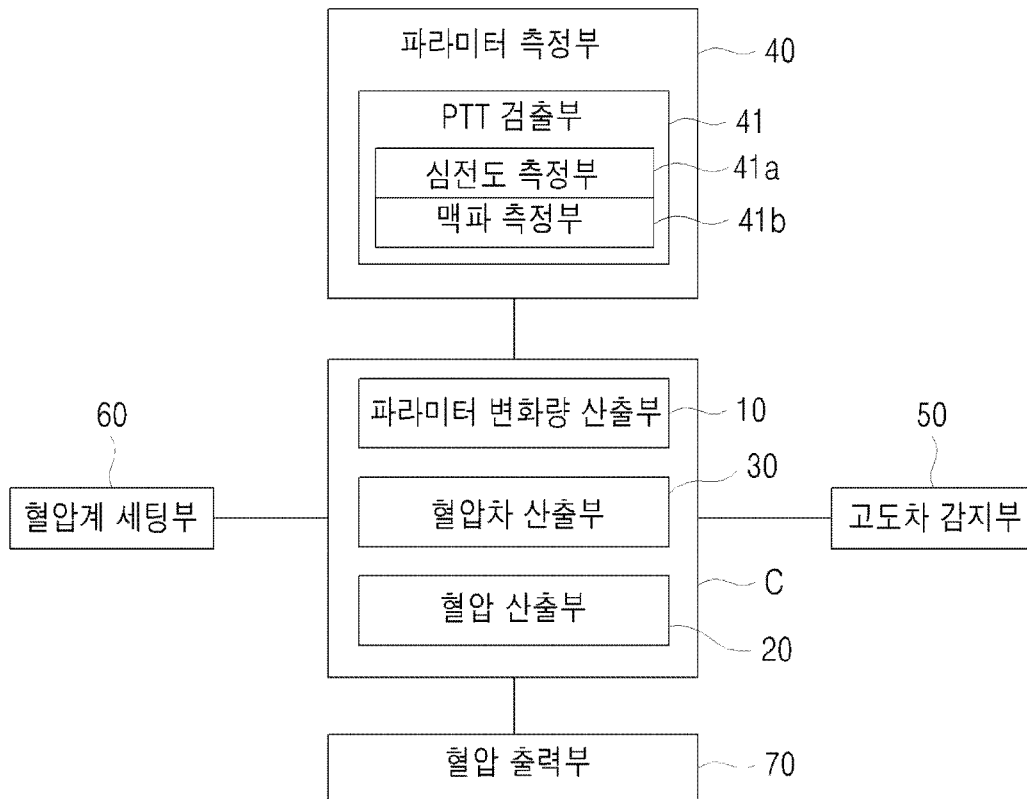 파라미터 측정부
40
PTT 검출부
41
심전도 측정부
41a
맥파 측정부
41b
파라미터 변화량 산출부
10
60
50
30
혈압계 세팅부
혈압차 산출부
고도차 감지부
C
혈압 산출부
20
혈압 출력부
70